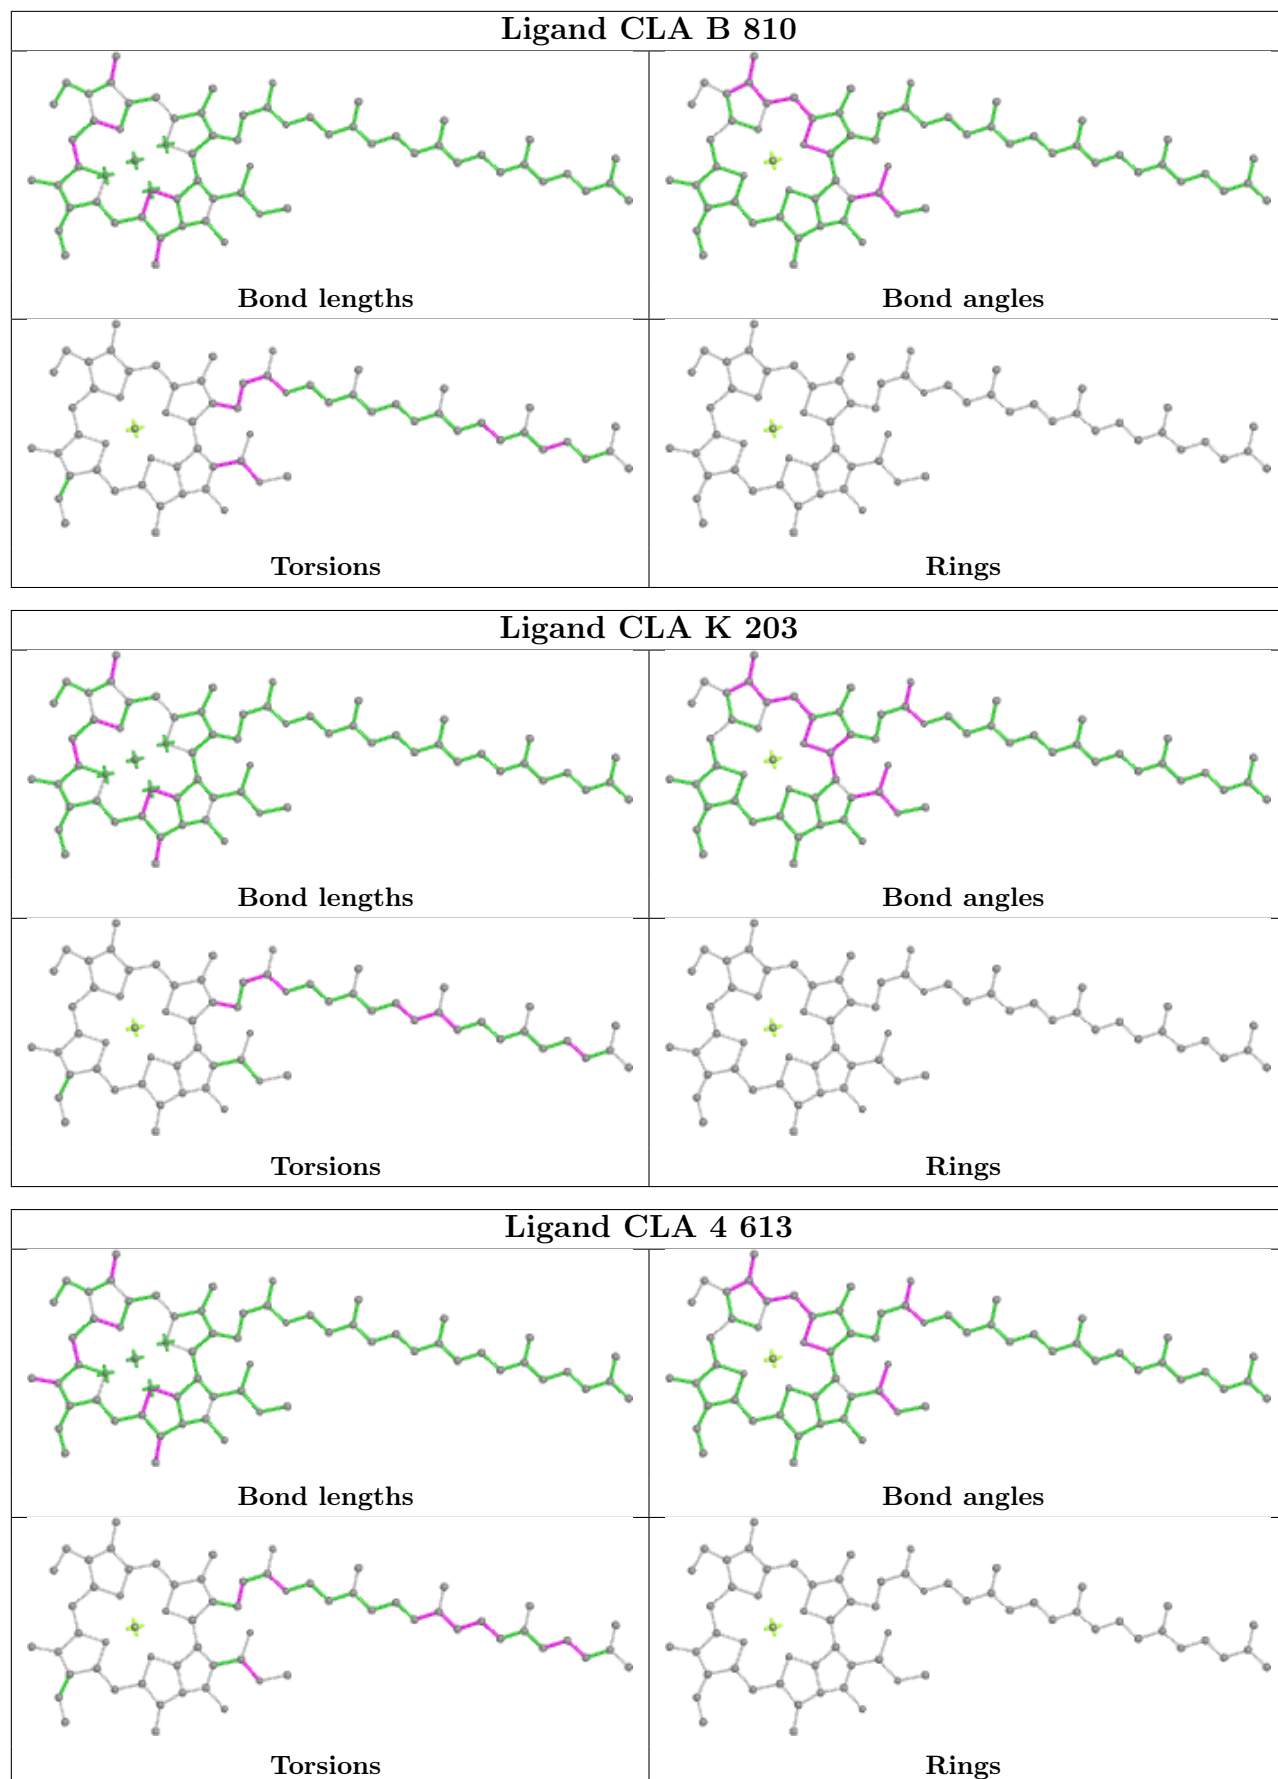 Ligand CLA B 810
Bond lengths
Bond angles
Torsions
Rings
Ligand CLA K 203
Bond lengths
Bond angles
Torsions
Rings
Ligand CLA 4 613
Bond lengths
Bond angles
Torsions
Rings